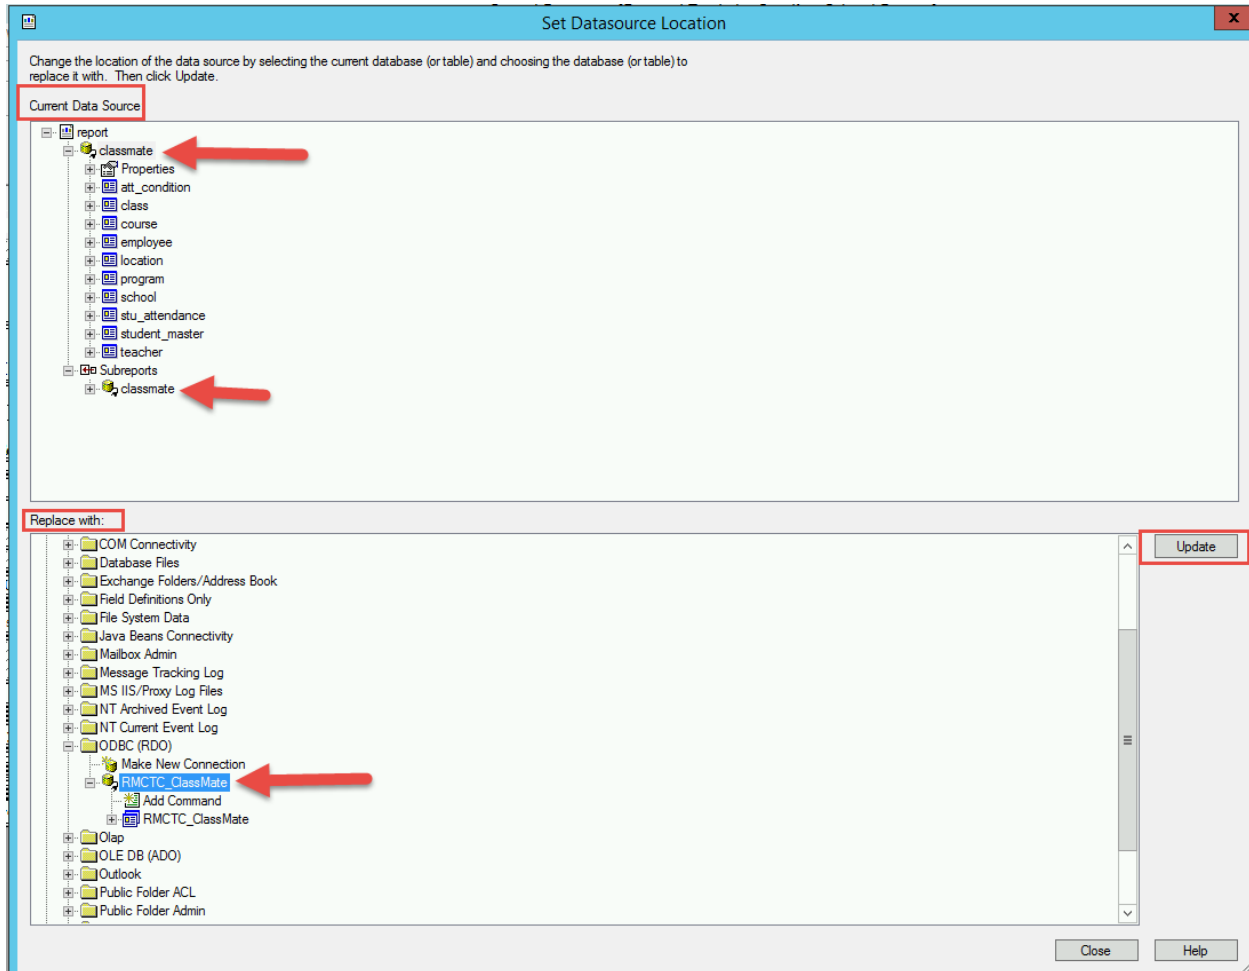 Set Datasource Location
X
Change the location of the data source by selecting the current database (or table) and choosing the database (or table) to
replace it with. Then click Update.
Current Data Source
report
classmate
Properties
att_condition
class
course
employee
location
program
school
stu_attendance
student_master
teacher
Subreports
classmate
Replace with:
COM Connectivity
Update
Database Files
Exchange Folders/Address Book
Field Definitions Only
File System Data
Java Beans Connectivity
Mailbox Admin
Message Tracking Log
MS IIS/Proxy Log Files
NT Archived Event Log
NT Current Event Log
ODBC (RDO)
Make New Connection
RMCTC_ClassMate
Add Command
RMCTC_ClassMate
Olap
OLE DB (ADO)
Outlook
Public Folder ACL
Public Folder Admin
Close
Help